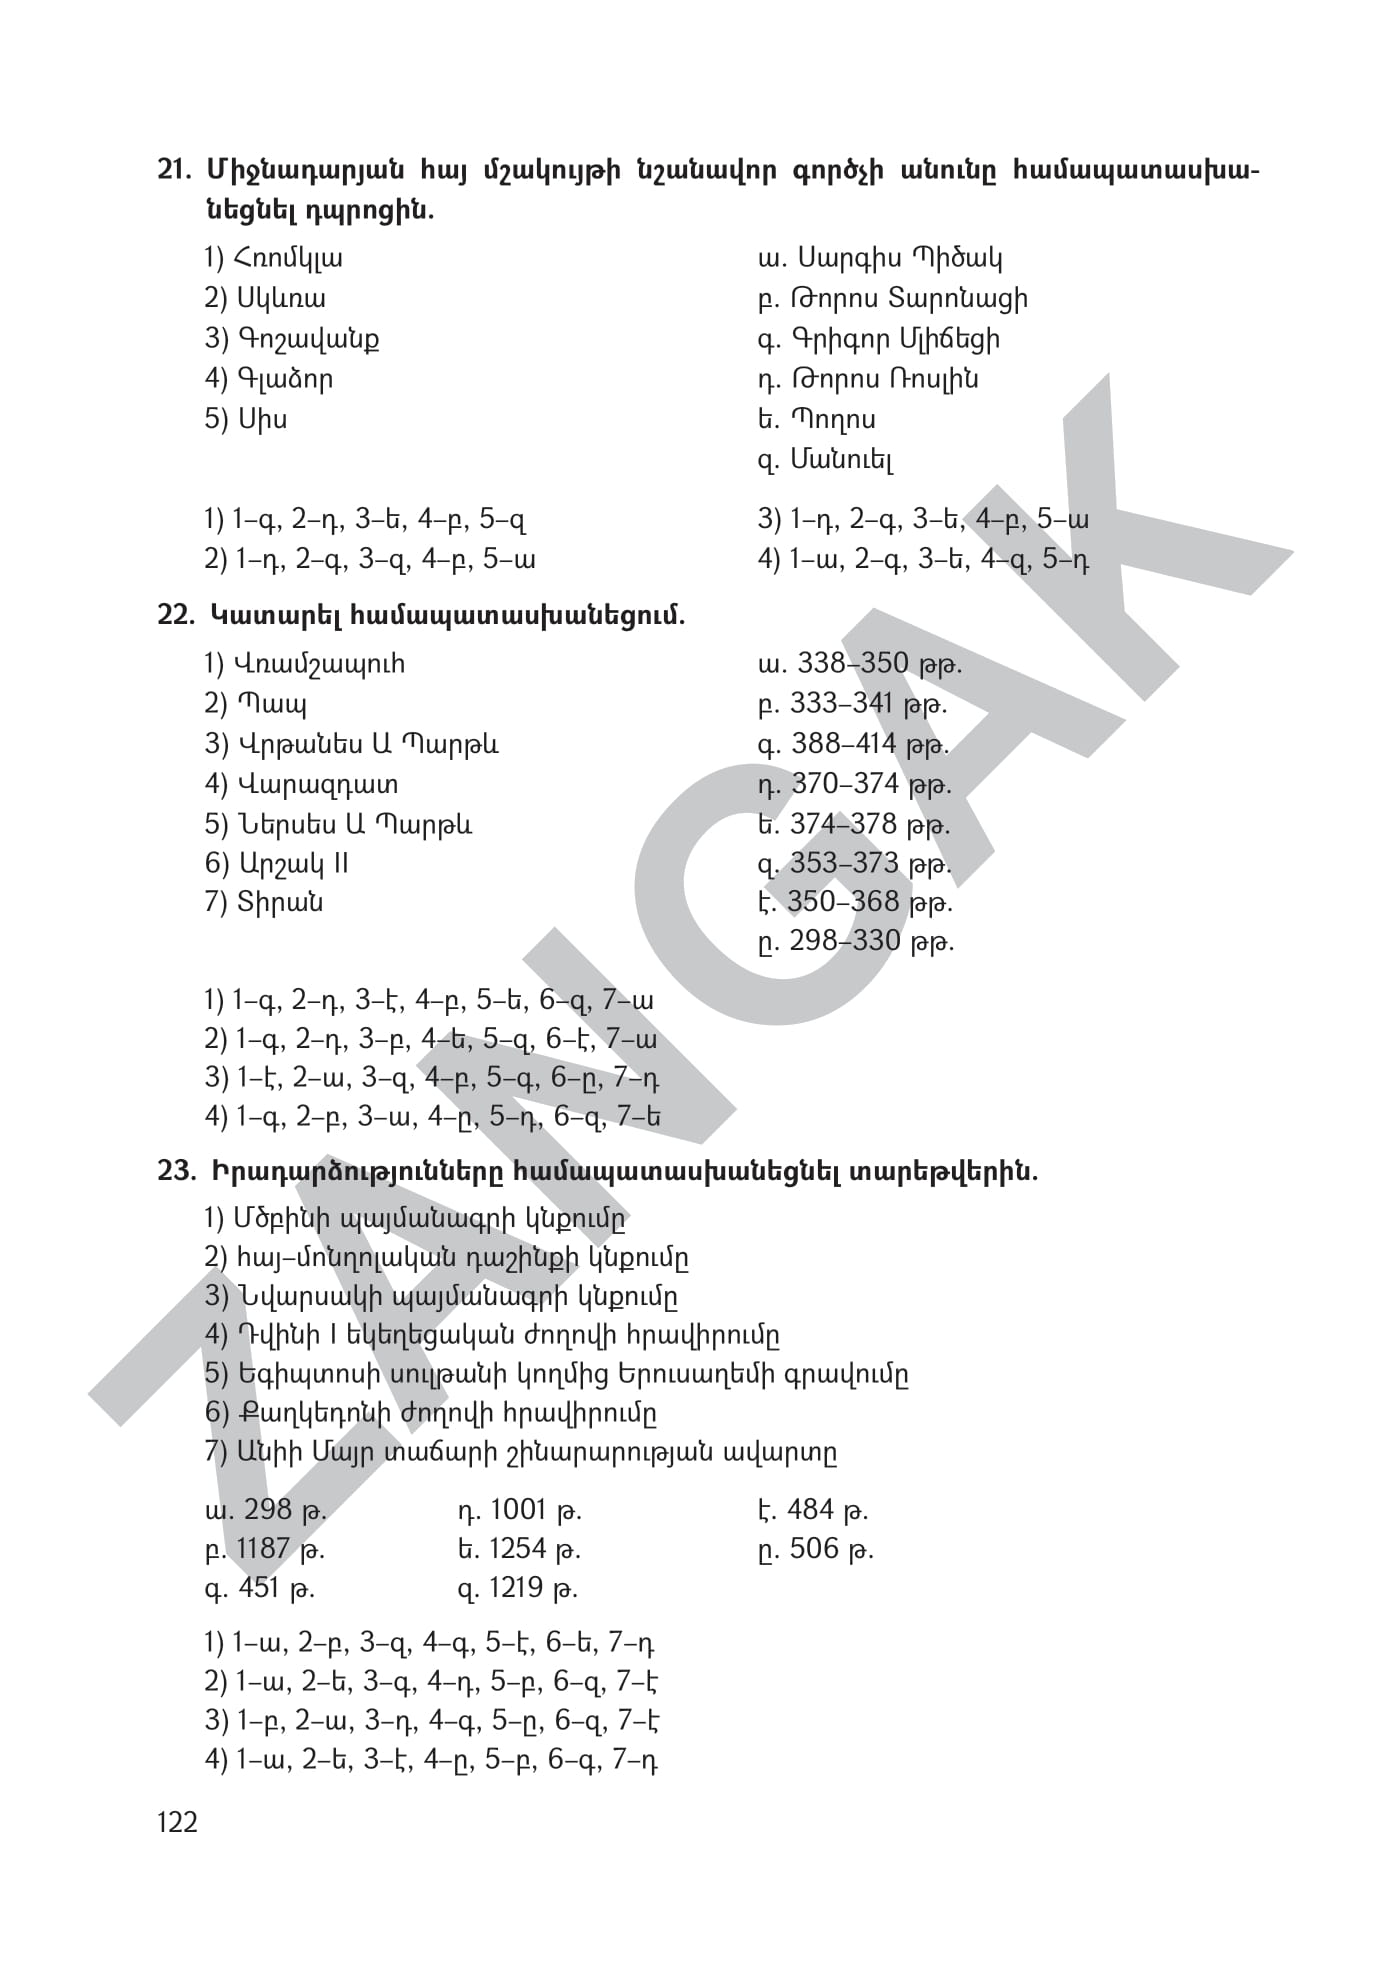 21. Միջնադարյան հայ մշակույթի նշանավոր գործչի անունը համապատասխա-
նեցնել դպրոցին.
1) Հռոմկլա
2) Սկևռա
3) Գոշավանք
4) Գլաձոր
5) Սիս
ա. Սարգիս Պիծակ
բ. Թորոս Տարոնացի
գ. Գրիգոր Մլիճեցի
դ. Թորոս Ռոսլին
ե. Պողոս
զ. Մանուել
1) 1–գ, 2–դ, 3–ե, 4–բ, 5–զ
2) 1–դ, 2–գ, 3–զ, 4–բ, 5–ա
3) 1–դ, 2–գ, 3–ե, 4–բ, 5–ա
4) 1–ա, 2–գ, 3–ե, 4–զ, 5–դ
22. Կատարել համապատասխանեցում.
1) Վռամշապուհ
2) Պապ
3) Վրթանես Ա Պարթև
4) Վարազդատ
5) Ներսես Ա Պարթև
6) Արշակ II
7) Տիրան
ա. 338–350 թթ.
բ. 333–341 թթ.
գ. 388–414 թթ.
դ. 370–374 թթ.
ե. 374–378 թթ.
զ. 353–373 թթ.
է. 350–368 թթ.
ը. 298–330 թթ.
1) 1–գ, 2–դ, 3–է, 4–բ, 5–ե, 6–զ, 7–ա
2) 1–գ, 2–դ, 3–բ, 4–ե, 5–զ, 6–է, 7–ա
3) 1–է, 2–ա, 3–զ, 4–բ, 5–գ, 6–ը, 7–դ
4) 1–գ, 2–բ, 3–ա, 4–ը, 5–դ, 6–զ, 7–ե
23. Իրադարձությունները համապատասխանեցնել տարեթվերին.
1) Մծբինի պայմանագրի կնքումը
2) հայ–մոնղոլական դաշինքի կնքումը
3) Նվարսակի պայմանագրի կնքումը
4) Դվինի I եկեղեցական ժողովի հրավիրումը
5) Եգիպտոսի սուլթանի կողմից Երուսաղեմի գրավումը
6) Քաղկեդոնի ժողովի հրավիրումը
7) Անիի Մայր տաճարի շինարարության ավարտը
ա. 298 թ.
բ. 1187 թ.
գ. 451 թ.
դ. 1001 թ.
ե. 1254 թ.
զ. 1219 թ.
է. 484 թ.
ը. 506 թ.
1) 1–ա, 2–բ, 3–զ, 4–գ, 5–է, 6–ե, 7–դ
2) 1–ա, 2–ե, 3–գ, 4–դ, 5–բ, 6–զ, 7–է
3) 1–բ, 2–ա, 3–դ, 4–գ, 5–ը, 6–զ, 7–է
4) 1–ա, 2–ե, 3–է, 4–ը, 5–բ, 6–գ, 7–դ
122
ZANGAK